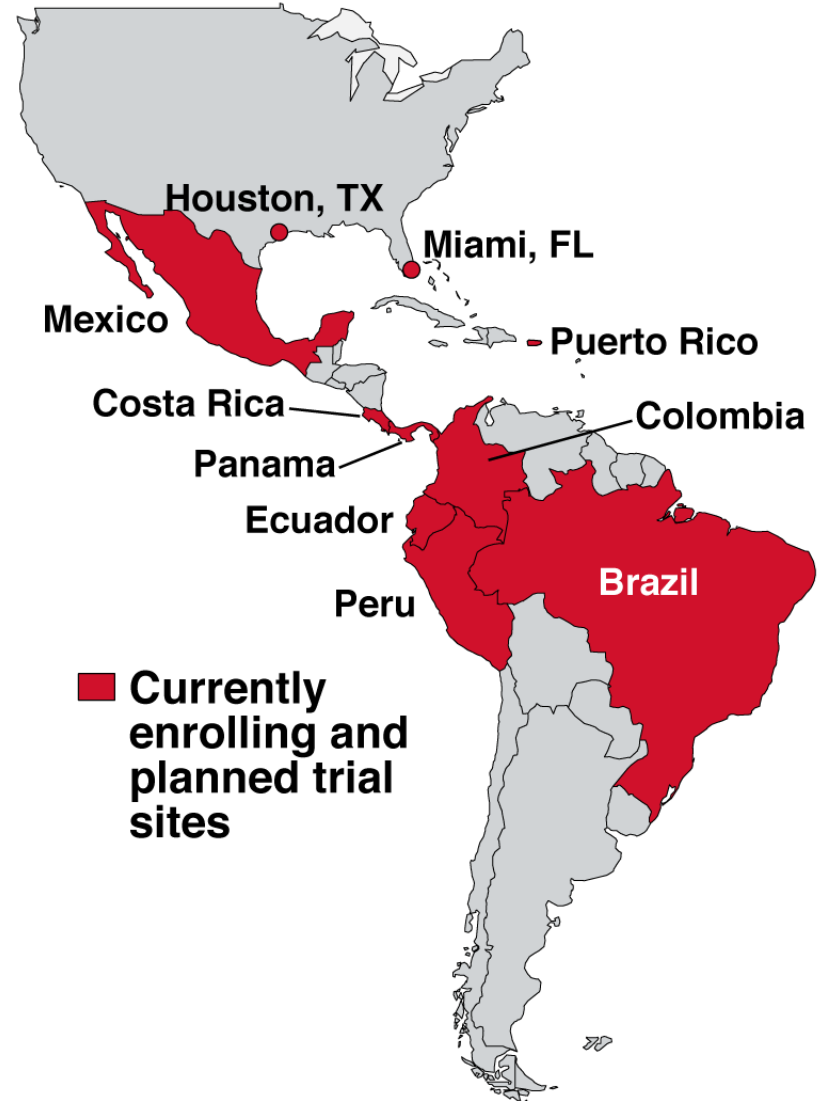 Houston, TX
Miami, FL
Mexico
Puerto Rico
Costa Rica
Colombia
Panama
Ecuador
Brazil
Peru
Currently
enrolling and
planned trial
sites